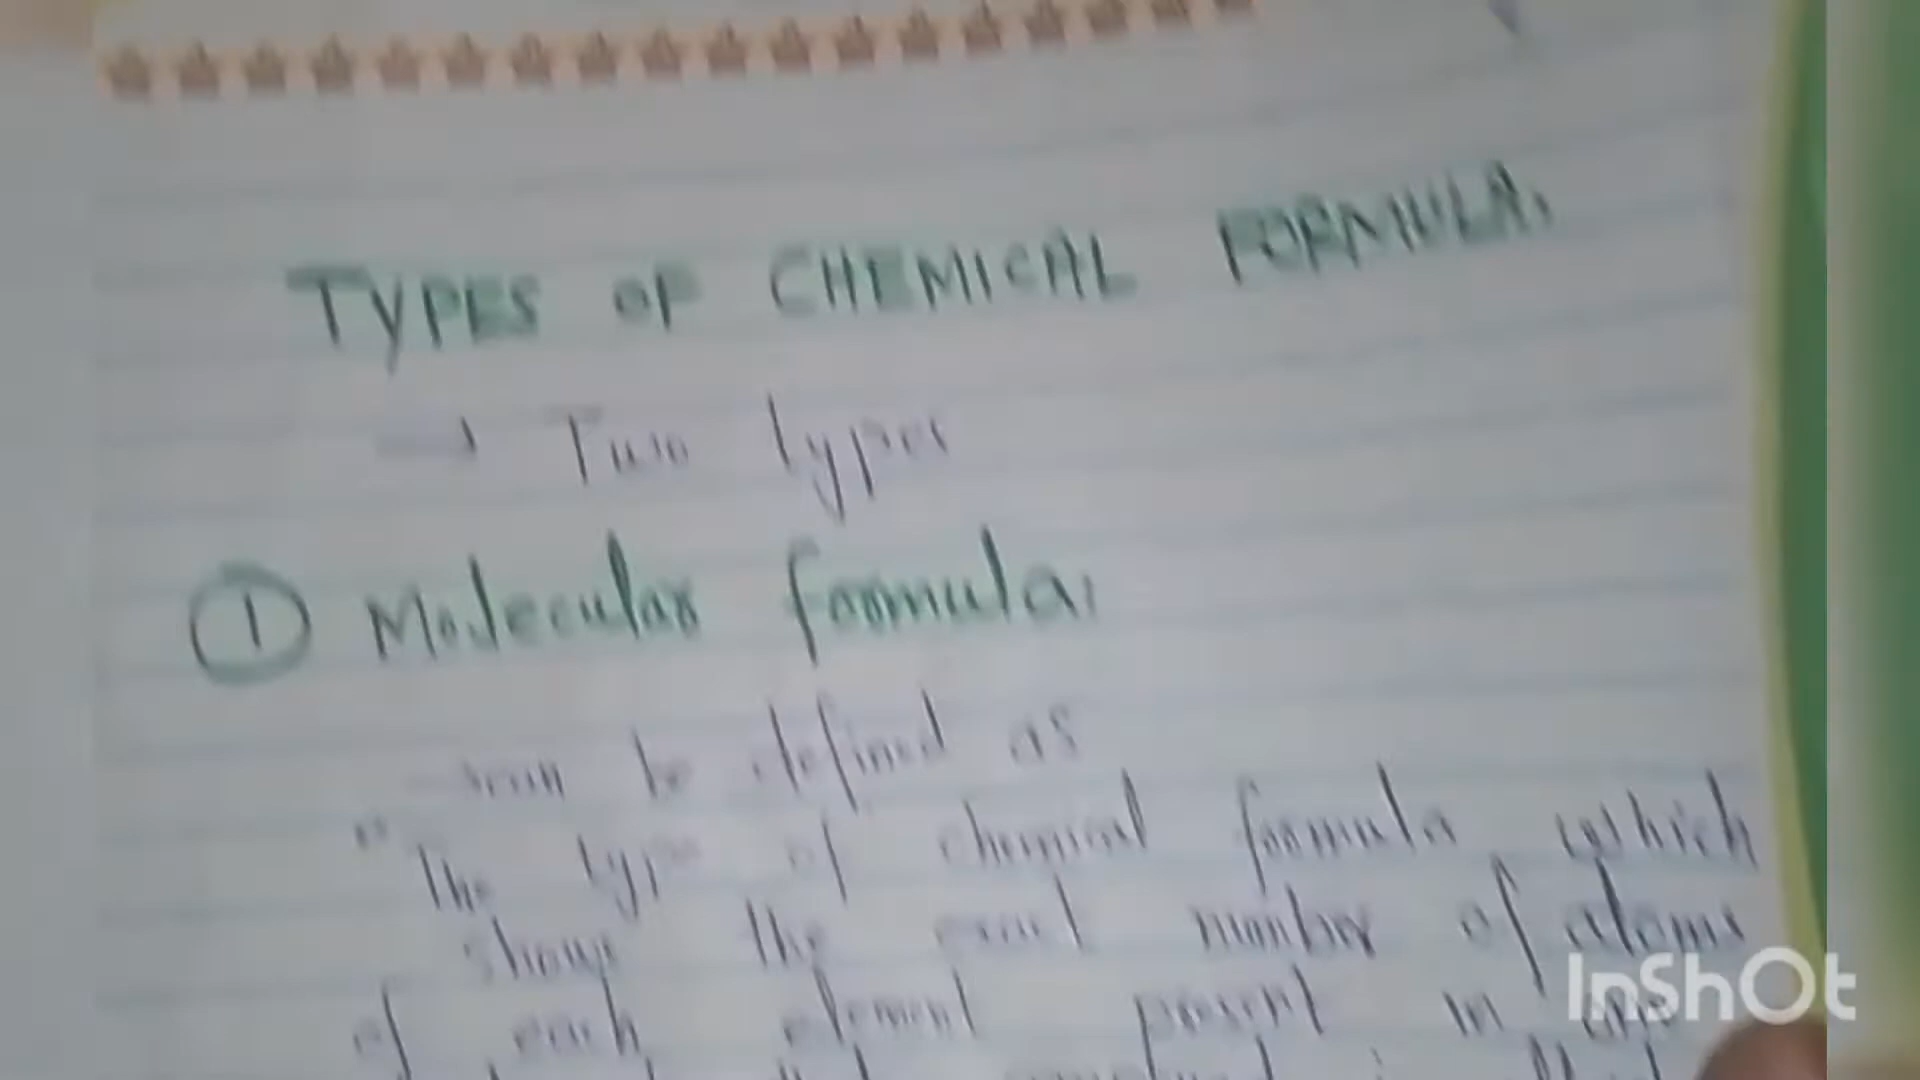 TYPES OF CHEMICAL FORMULA.
→ Two types
① Molecular formula:
→ can be defined as
"The type of chemical formula which
shows the exact number of atoms
of each element present in one
InShOt